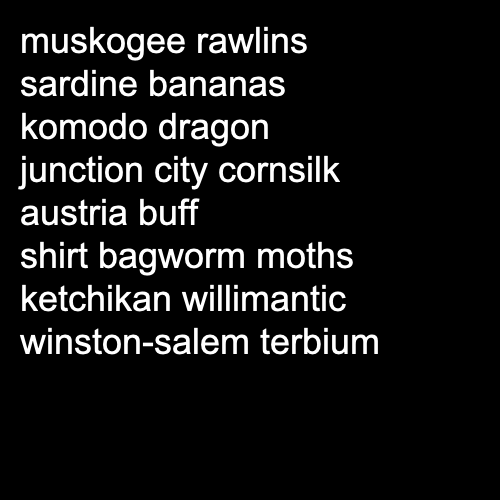 muskogee rawlins
sardine bananas
komodo dragon
junction city cornsilk
austria buff
shirt bagworm moths
ketchikan willimantic
winston-salem terbium